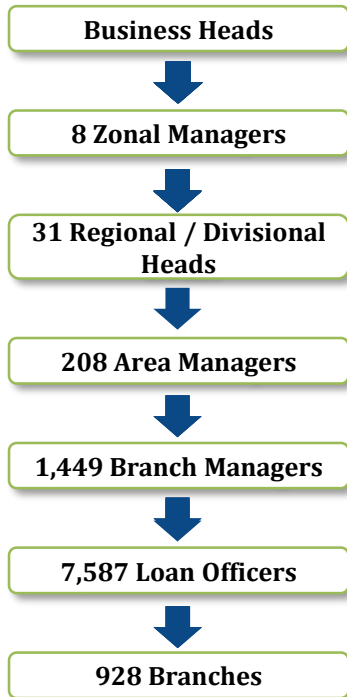 Business Heads
8 Zonal Managers
31 Regional / Divisional
Heads
208 Area Managers
1,449 Branch Managers
7,587 Loan Officers
928 Branches